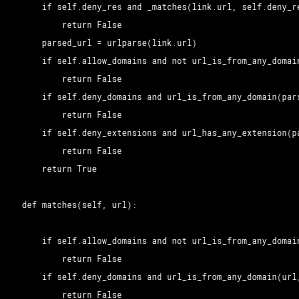 if self.deny_res and _matches(link.url, self.deny_re
return False
parsed_url = urlparse(link.url)
if self.allow_domains and not url_is_from_any_domain
return False
if self.deny_domains and url_is_from_any_domain(pars
return False
if self.deny_extensions and url_has_any_extension(pa
return False
return True
def matches(self, url):
if self.allow_domains and not url_is_from_any_domain
return False
if self.deny_domains and url_is_from_any_domain(url,
return False